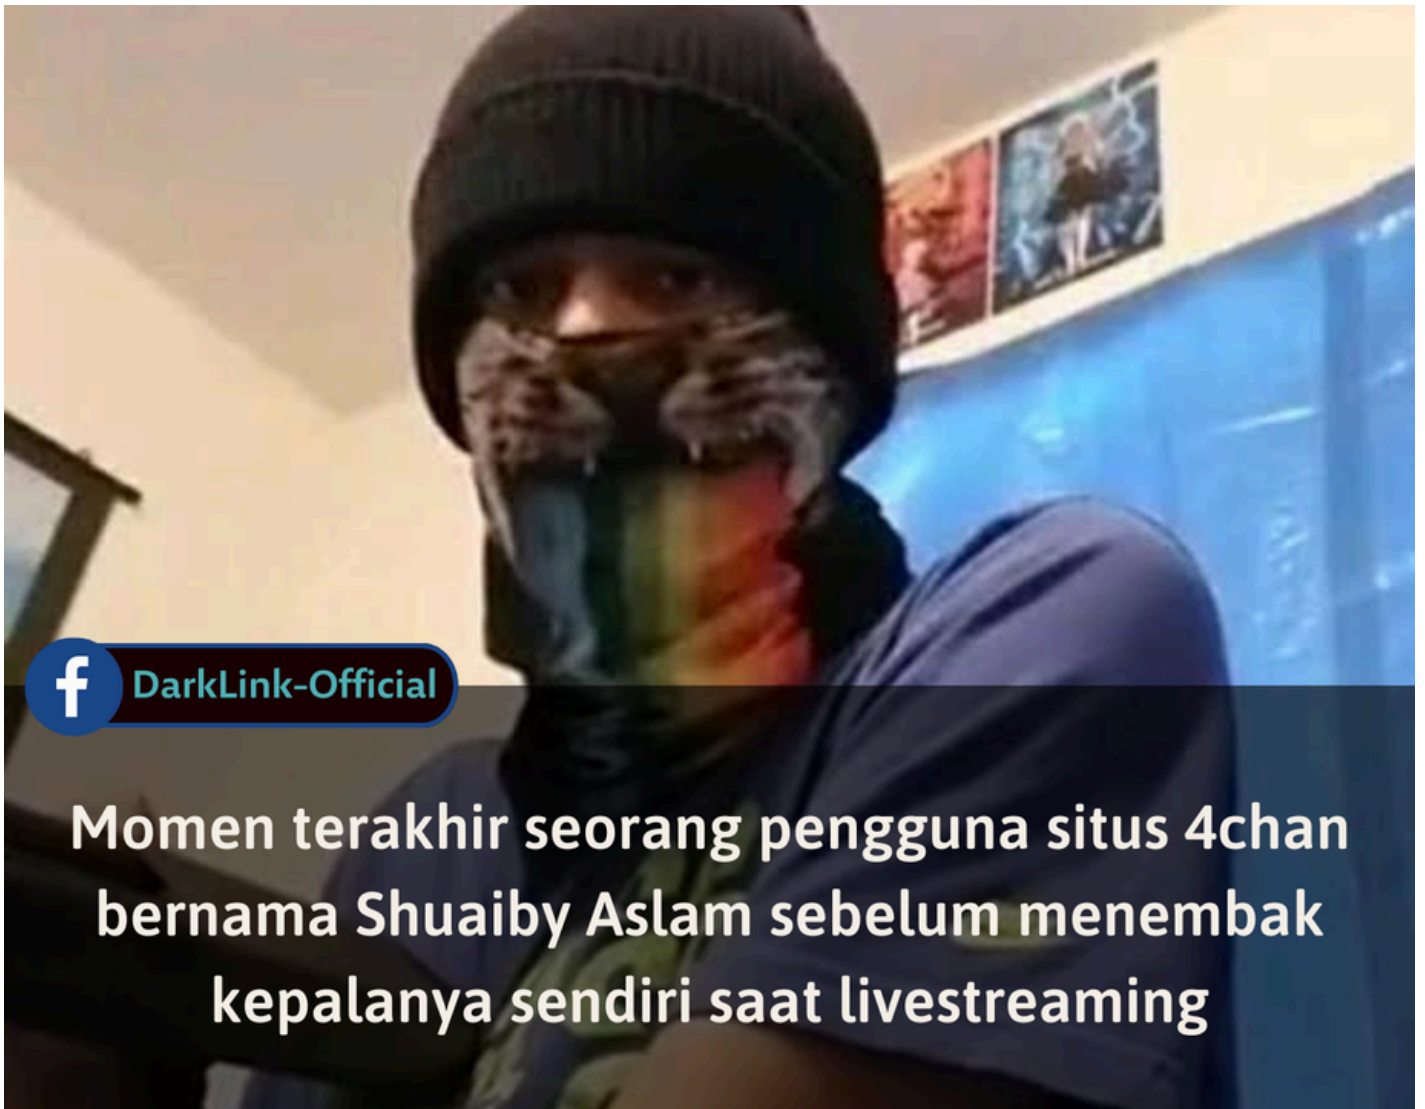 DarkLink-Official
Momen terakhir seorang pengguna situs 4chan
bernama Shuaiby Aslam sebelum menembak
kepalanya sendiri saat livestreaming